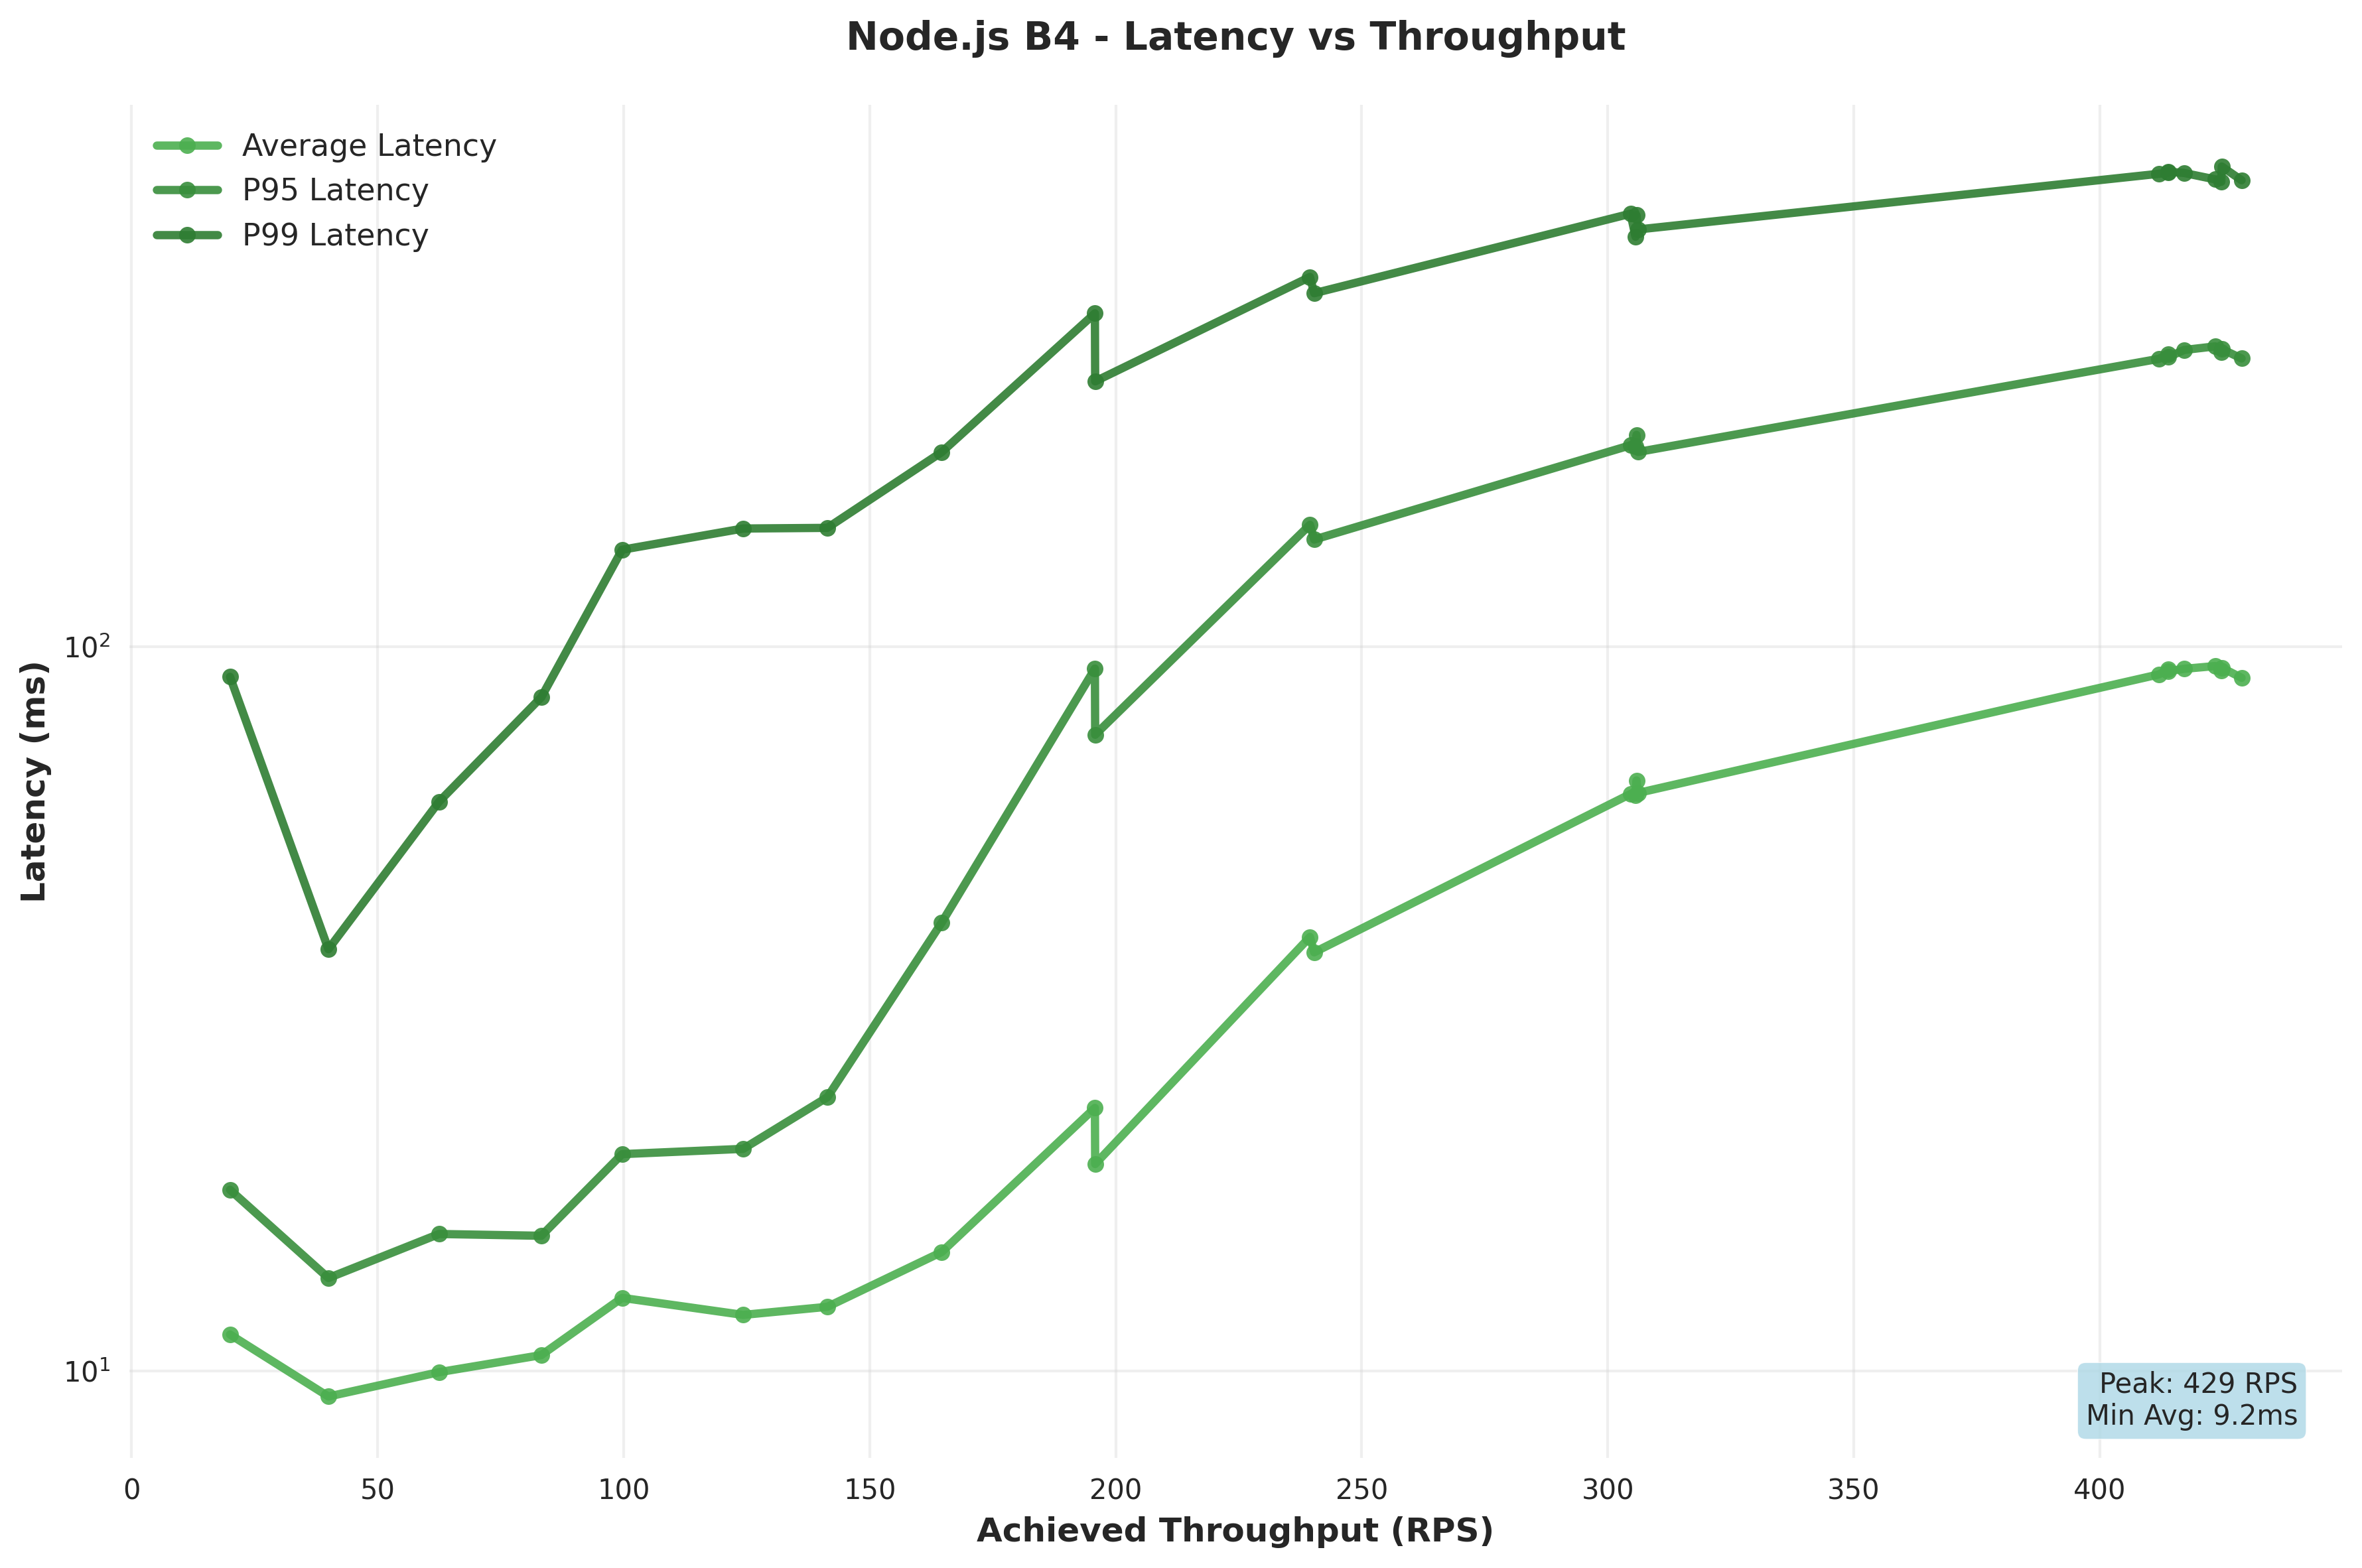 Node.js B4 - Latency vs Throughput
Average Latency
P95 Latency
P99 Latency
Latency (ms)
10²
10¹
Peak: 429 RPS
Min Avg: 9.2ms
0 50 100 150 200 250 300 350 400
Achieved Throughput (RPS)